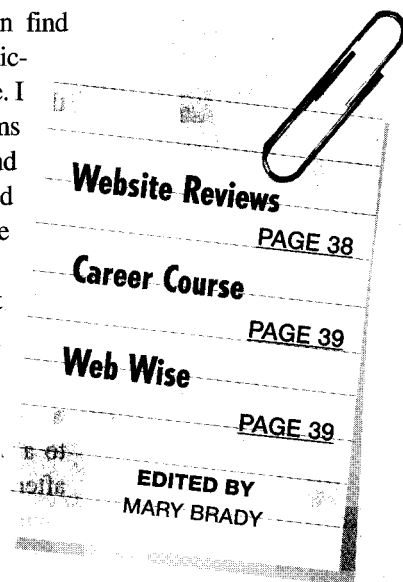 n find
ic-
e. I
ns
nd
d
e
t
Website Reviews
PAGE 38
Career Course
PAGE 39
Web Wise
PAGE 39
EDITED BY
MARY BRADY